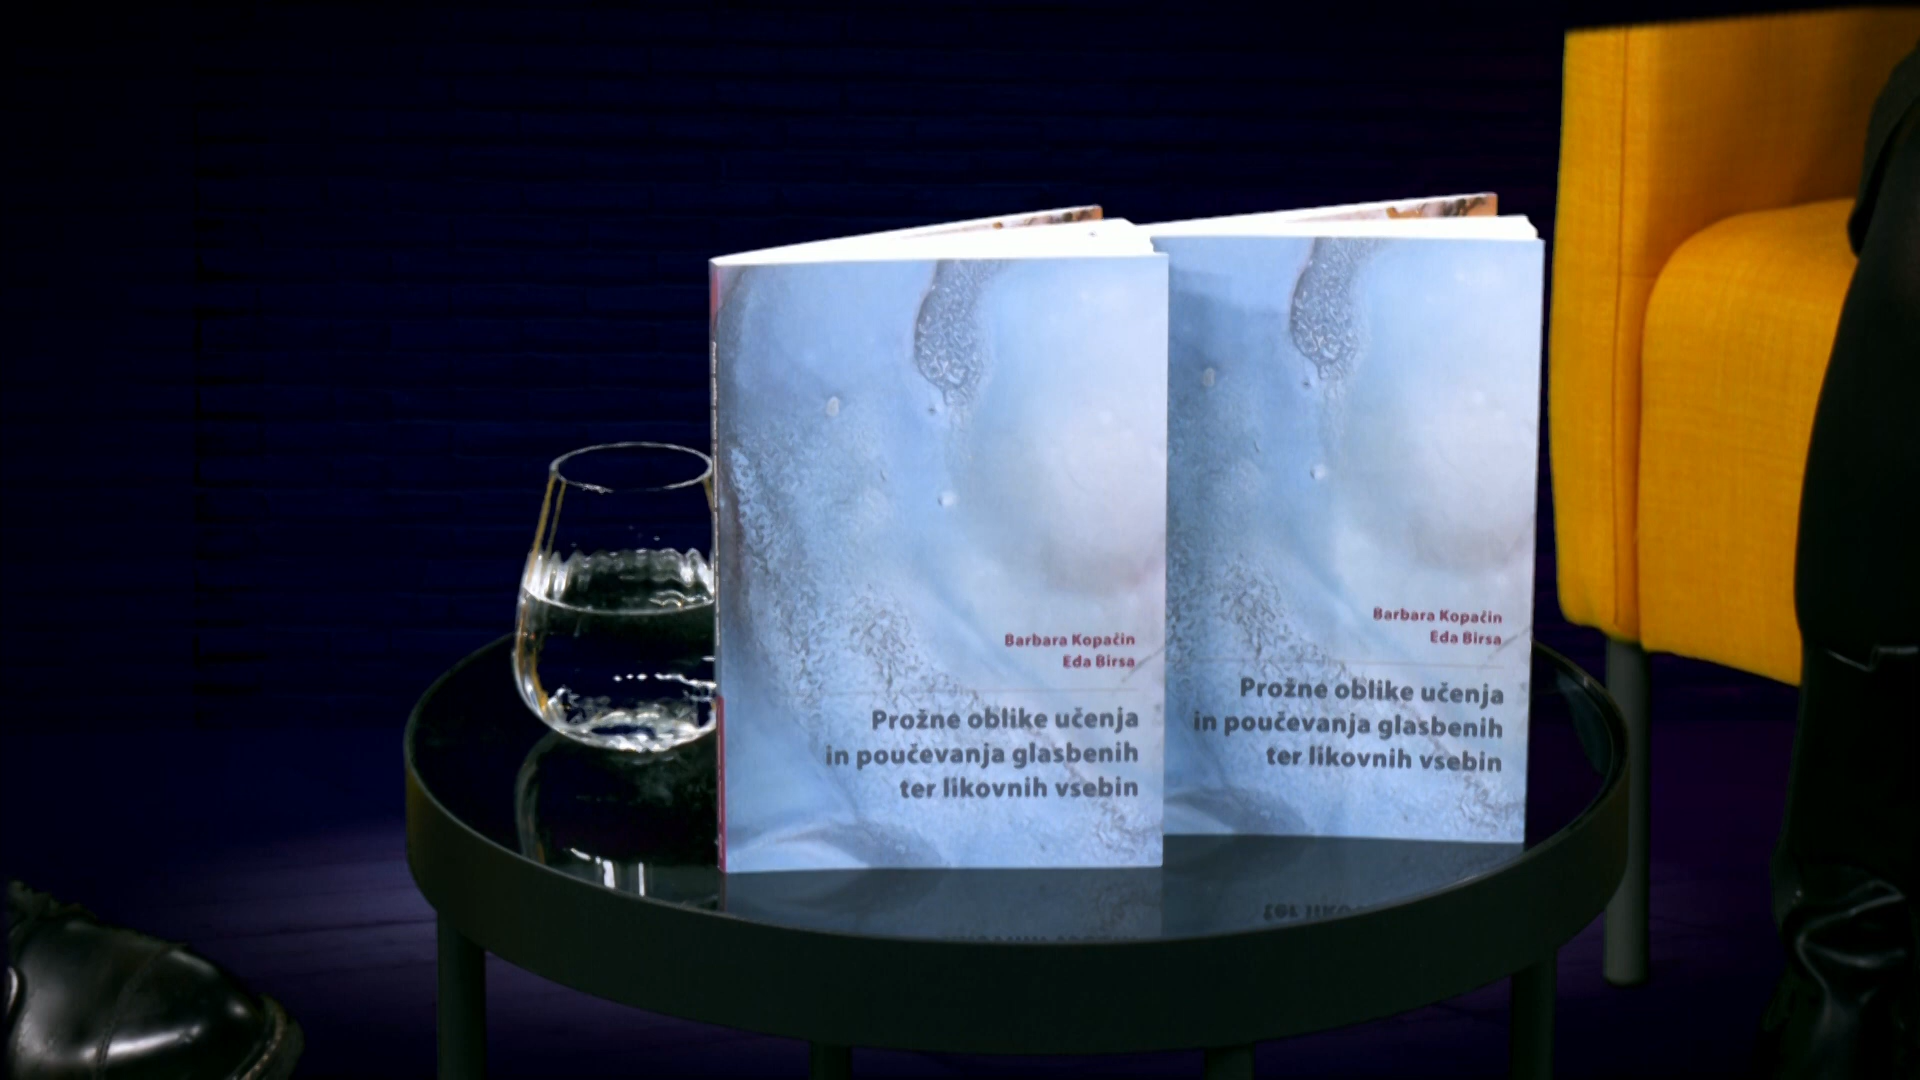 Barbara Kopačin
Eda Birsa
Prožne oblike učenja
in poučevanja glasbenih
ter likovnih vsebin
Barbara Kopačin
Eda Birsa
Prožne oblike učenja
in poučevanja glasbenih
ter likovnih vsebin